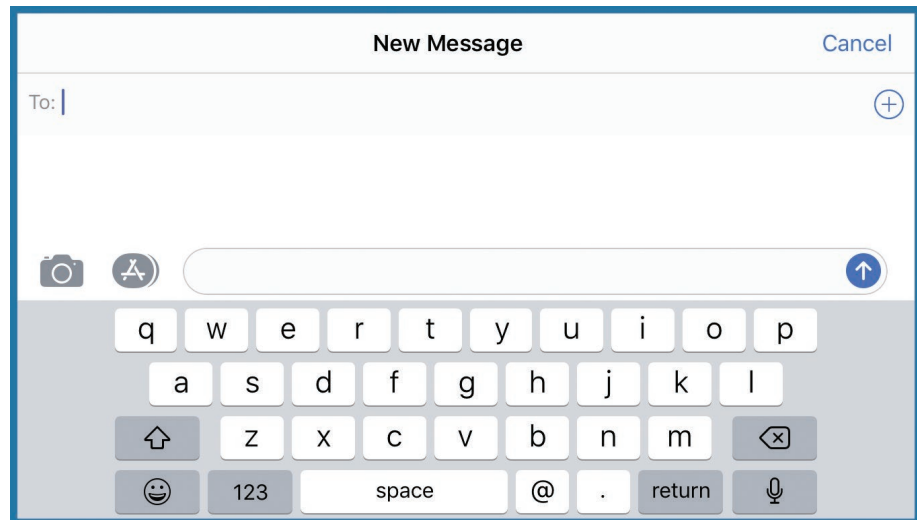 New Message Cancel
To:
q w e r t y u i o p
a s d f g h j k l
z x c v b n m
123 space @ . return